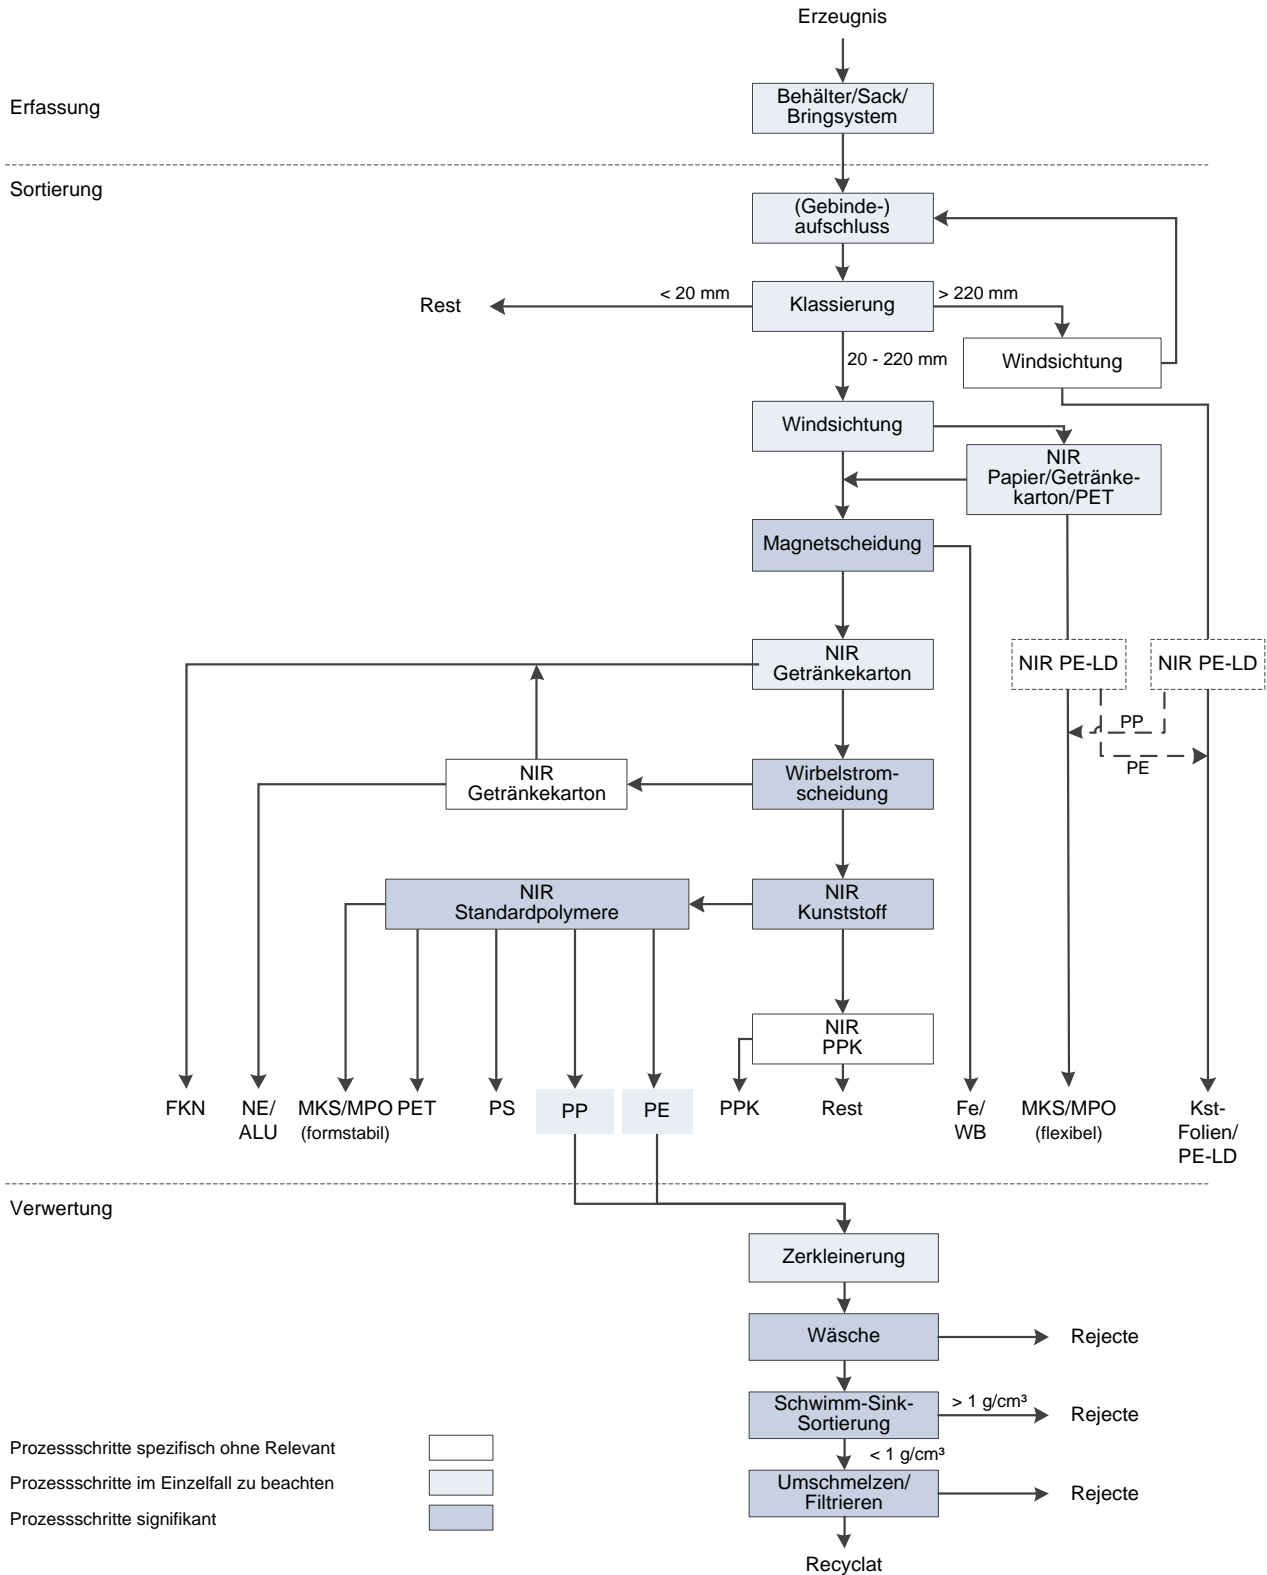 Erzeugnis
Erfassung
Behälter/Sack/
Bringsystem
Sortierung
(Gebinde-)
aufschluss
Rest
< 20 mm
Klassierung
> 220 mm
20 - 220 mm
Windsichtung
Windsichtung
NIR
Papier/Getränke-
karton/PET
Magnetscheidung
NIR
Getränkekarton
NIR PE-LD
NIR PE-LD
PP
PE
NIR
Getränkekarton
Wirbelstrom-
scheidung
NIR
Standardpolymere
NIR
Kunststoff
NIR
PPK
FKN
NE/
ALU
MKS/MPO
(formstabil)
PET
PS
PP
PE
PPK
Rest
Fe/
WB
MKS/MPO
(flexibel)
Kst-
Folien/
PE-LD
Verwertung
Zerkleinerung
Wäsche
Rejecte
Schwimm-Sink-
Sortierung
> 1 g/cm³
Rejecte
< 1 g/cm³
Umschmelzen/
Filtrieren
Rejecte
Recyclat
Prozessschritte spezifisch ohne Relevant
Prozessschritte im Einzelfall zu beachten
Prozessschritte signifikant